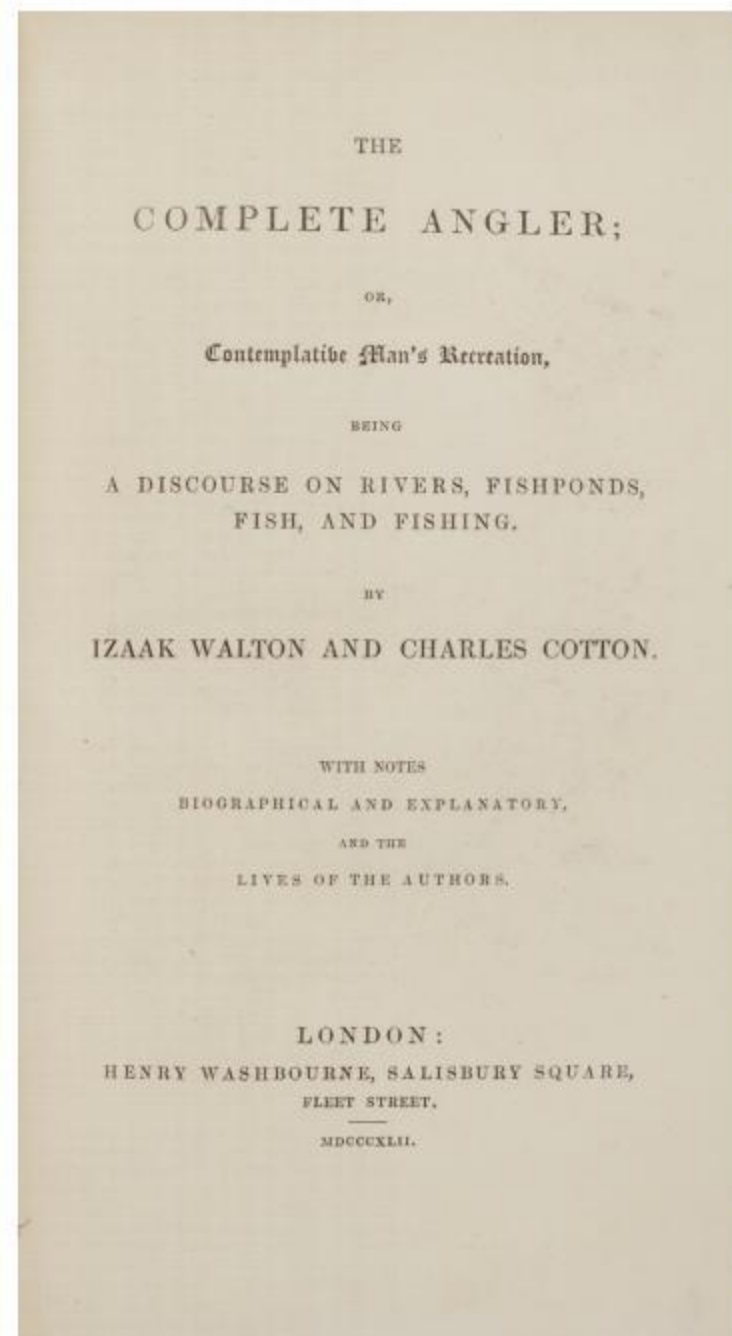 THE
COMPLETE ANGLER;
OR,
Contemplative Man's Recreation,
BEING
A DISCOURSE ON RIVERS, FISHPONDS,
FISH, AND FISHING.
BY
IZAAK WALTON AND CHARLES COTTON.
WITH NOTES
BIOGRAPHICAL AND EXPLANATORY,
AND THE
LIVES OF THE AUTHORS.
LONDON:
HENRY WASHBOURNE, SALISBURY SQUARE,
FLEET STREET.
MDCCCXLII.